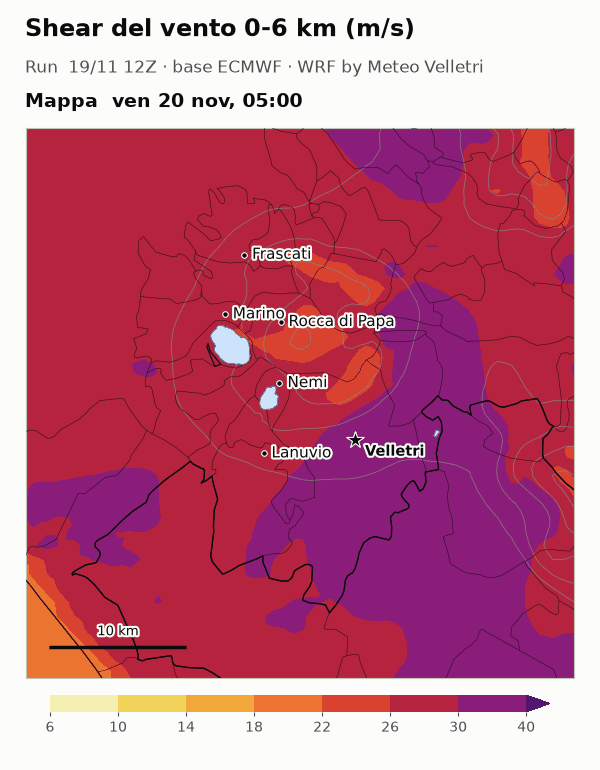 Shear del vento 0-6 km (m/s)
Run 19/11 12Z · base ECMWF · WRF by Meteo Velletri
Mappa ven 20 nov, 05:00
Frascati
Marino
Rocca di Papa
Nemi
Lanuvio
Velletri
10 km
6 10 14 18 22 26 30 40